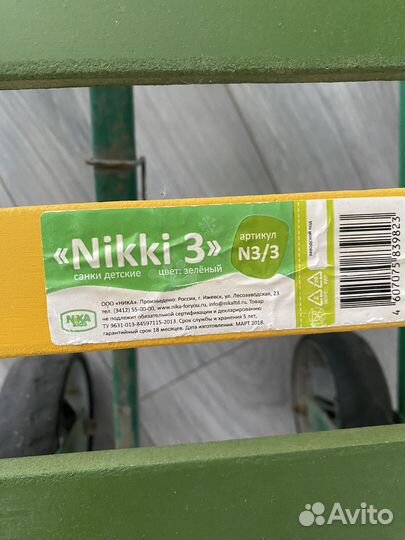 «Nikki 3»
санки детские цвет: зелёный
артикул
N3/3
NiKA
KIDS
ООО «НИКА». Произведено: Россия, г. Ижевск, ул. Лесозаводская, 23
тел. (3412) 55-00-00, www.nika-foryou.ru, info@nikaltd.ru. Товар
не подлежит обязательной сертификации и декларированию
ТУ 9631-013-84597115-2013. Срок службы и хранения 5 лет,
гарантийный срок 18 месяцев. Дата изготовления: МАРТ 2018.
заводской код
4 607075 839823
Avito